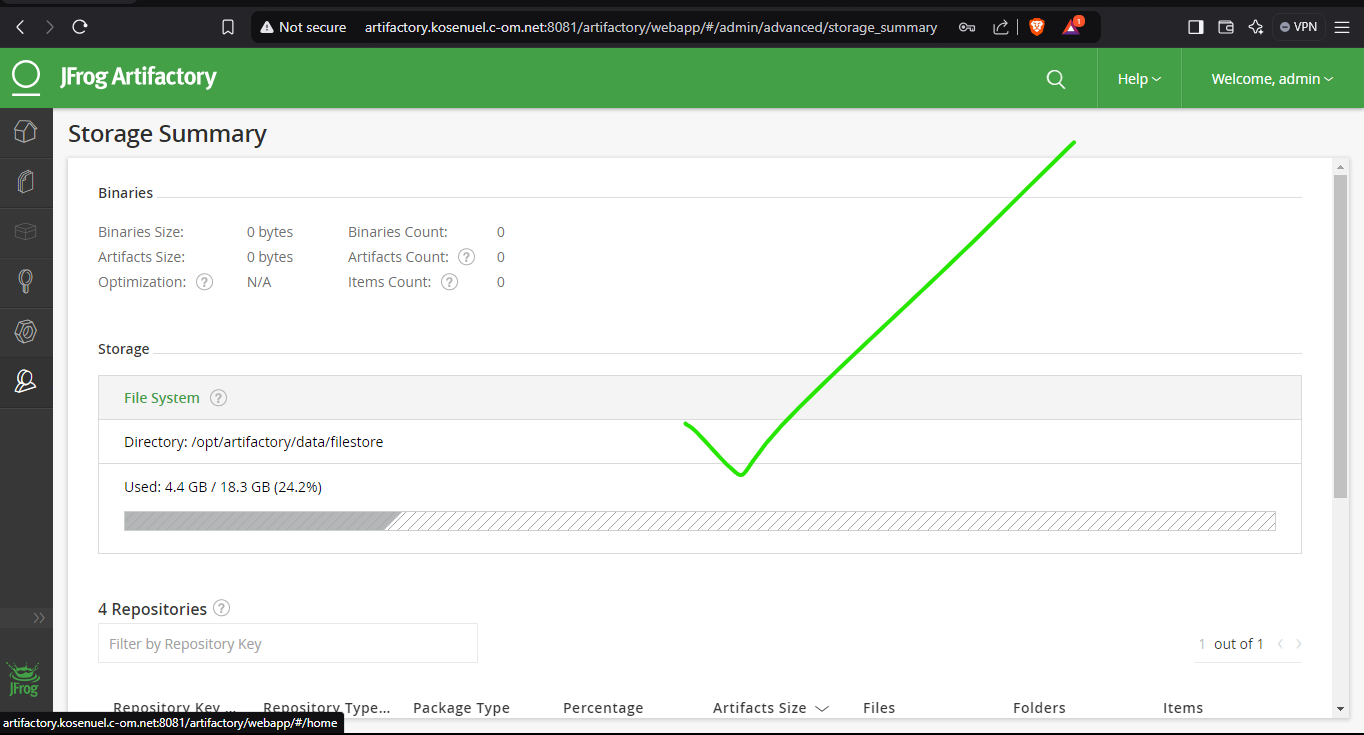 Not secure artifactory.kosenuel.c-om.net:8081/artifactory/webapp/#/admin/advanced/storage_summary 1 VPN
JFrog Artifactory Help Welcome, admin
Storage Summary
Binaries
Binaries Size: 0 bytes Binaries Count: 0
Artifacts Size: 0 bytes Artifacts Count: ? 0
Optimization: ? N/A Items Count: ? 0
Storage
File System ?
Directory: /opt/artifactory/data/filestore
Used: 4.4 GB / 18.3 GB (24.2%)
4 Repositories ?
Filter by Repository Key 1 out of 1
JFrog
Repository Key ... Repository Type... Package Type Percentage Artifacts Size Files Folders Items
artifactory.kosenuel.c-om.net:8081/artifactory/webapp/#/home